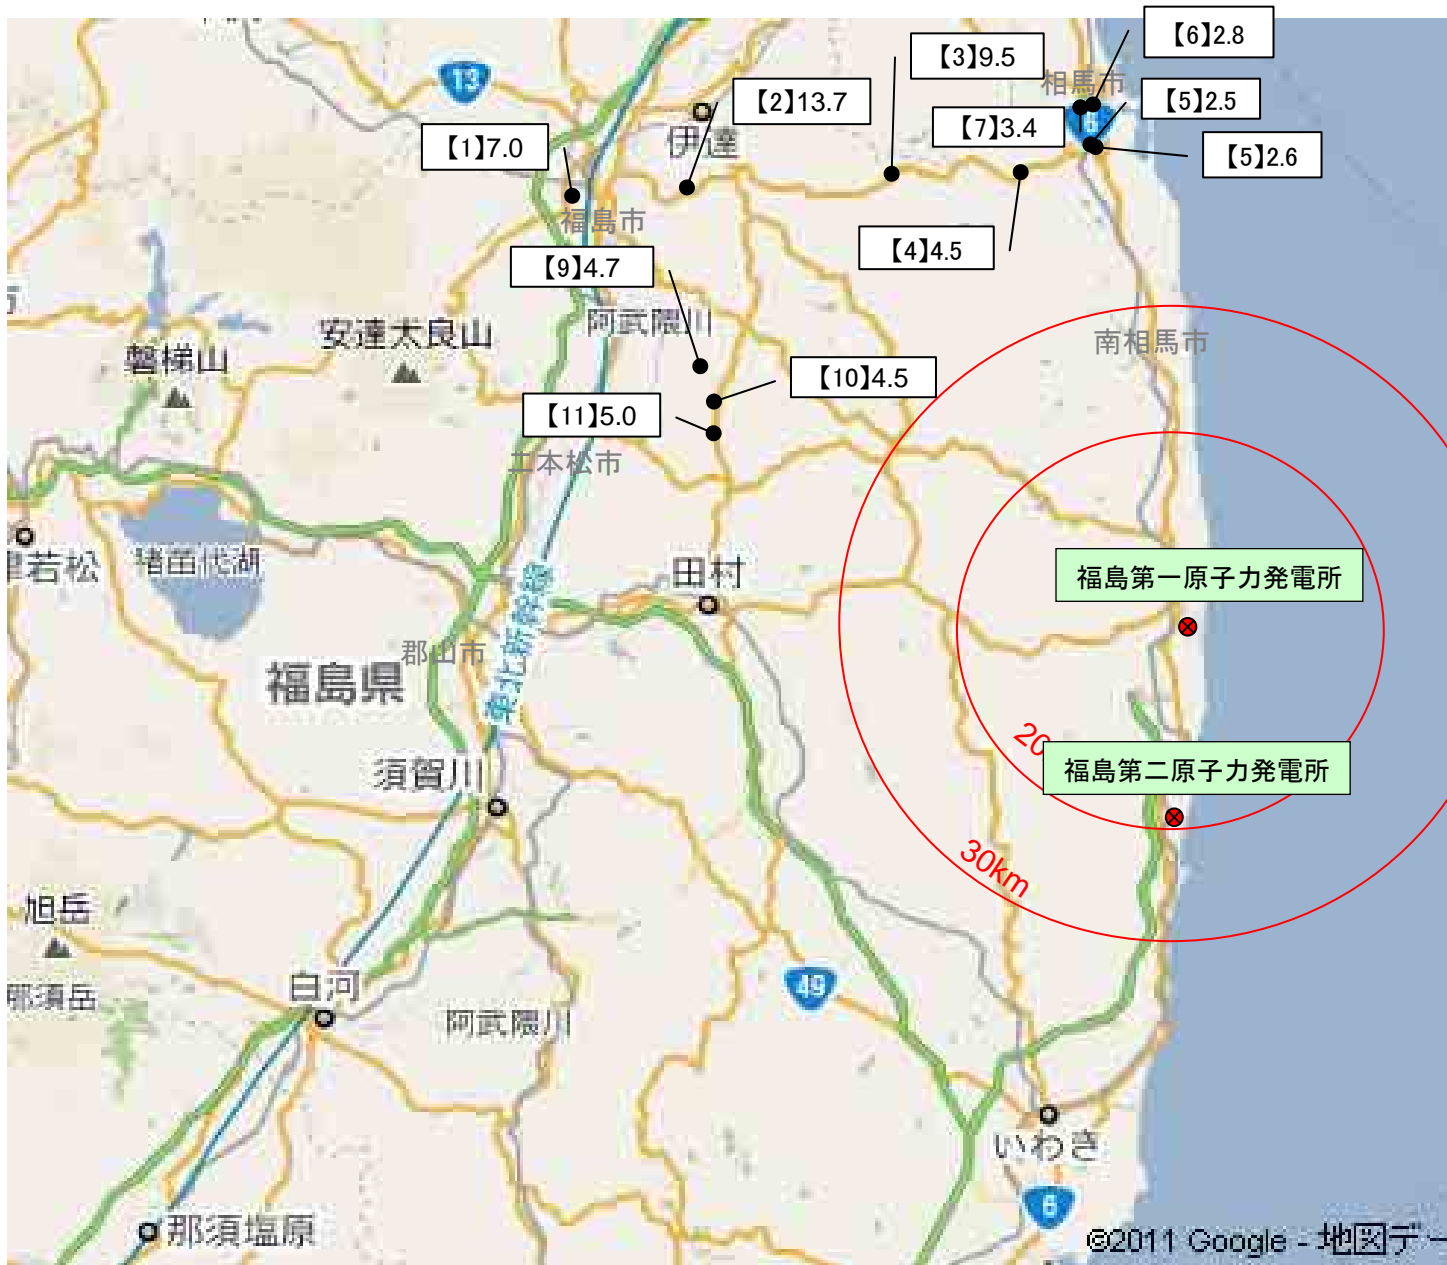 【6】2.8
【3】9.5
相馬市
13
【2】13.7
【5】2.5
6
【7】3.4
伊達
【1】7.0
【5】2.6
福島市
【4】4.5
【9】4.7
阿武隈川
安達太良山
南相馬市
磐梯山
【10】4.5
【11】5.0
二本松市
猪苗代湖
若松
田村
福島第一原子力発電所
東北新幹線
郡山市
福島県
20
福島第二原子力発電所
須賀川
30km
旭岳
49
白河
那須岳
阿武隈川
いわき
6
那須塩原
©2011 Google - 地図デー